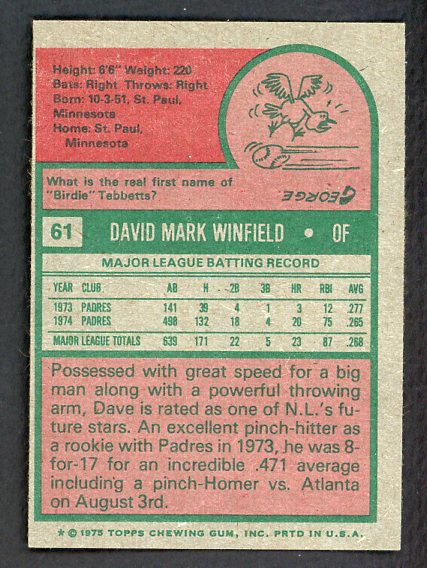 Height: 6'6" Weight: 220
Bats: Right Throws: Right
Born: 10-3-51, St. Paul,
Minnesota
Home: St. Paul,
Minnesota
What is the real first name of
"Birdie" Tebbetts?
GEORGE
61 DAVID MARK WINFIELD • OF
MAJOR LEAGUE BATTING RECORD
YEAR CLUB AB H 2B 3B HR RBI AVG
1973 PADRES 141 39 4 1 3 12 .277
1974 PADRES 498 132 18 4 20 75 .265
MAJOR LEAGUE TOTALS 639 171 22 5 23 87 .268
Possessed with great speed for a big
man along with a powerful throwing
arm, Dave is rated as one of N.L.'s fu-
ture stars. An excellent pinch-hitter as
a rookie with Padres in 1973, he was 8-
for-17 for an incredible .471 average
including a pinch-Homer vs. Atlanta
on August 3rd.
* © 1975 TOPPS CHEWING GUM, INC. PRTD IN U.S.A.